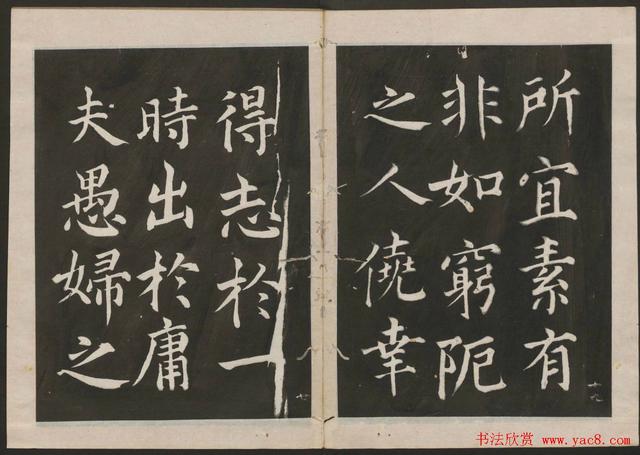 所宜素有
非如窮阨
之人僥幸
得志於一
時出於庸
夫愚婦之
十九
书法欣赏
www.yac8.com